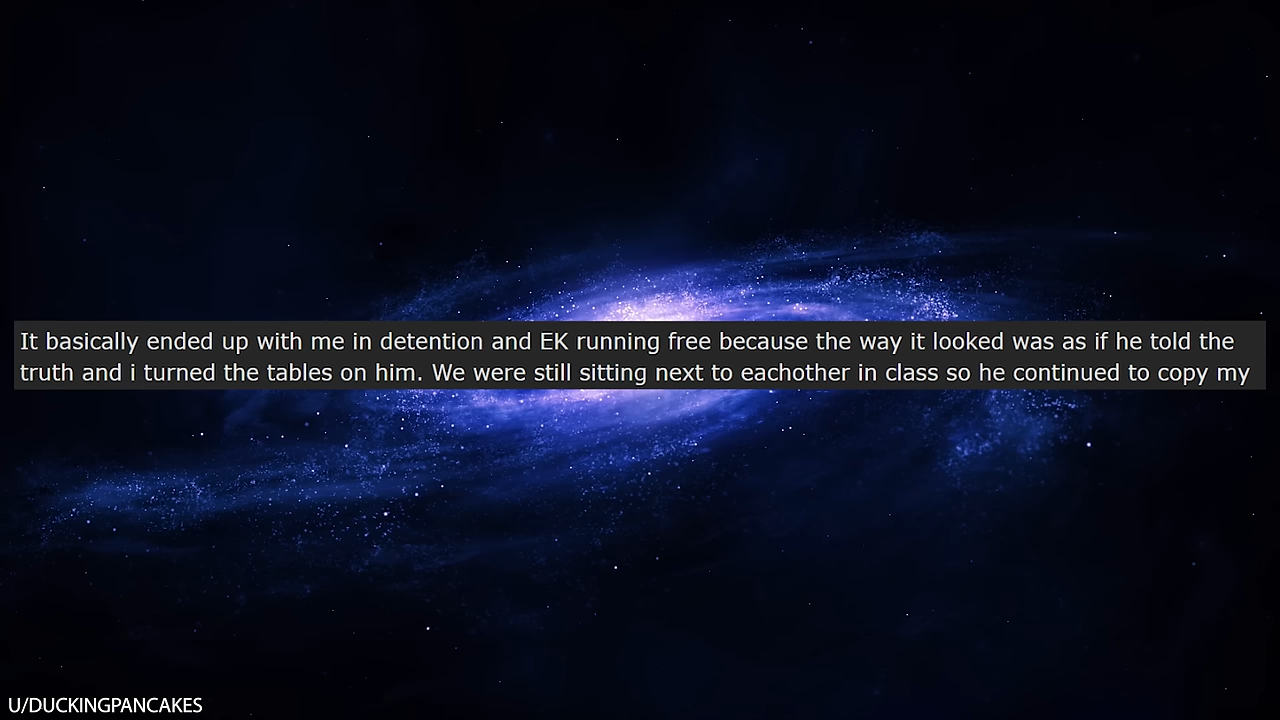 It basically ended up with me in detention and EK running free because the way it looked was as if he told the
truth and i turned the tables on him. We were still sitting next to eachother in class so he continued to copy my
U/DUCKINGPANCAKES